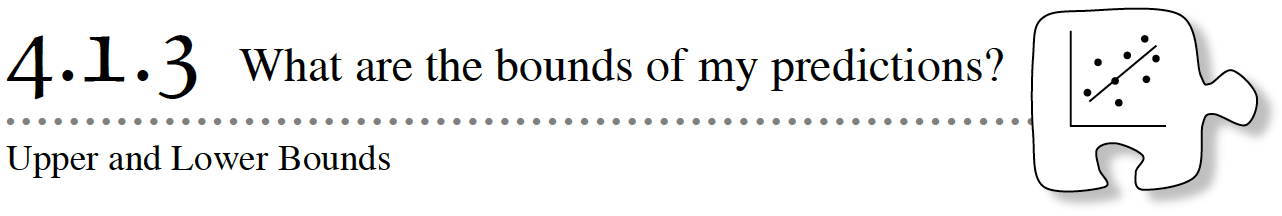 4.1.3 What are the bounds of my predictions?
Upper and Lower Bounds